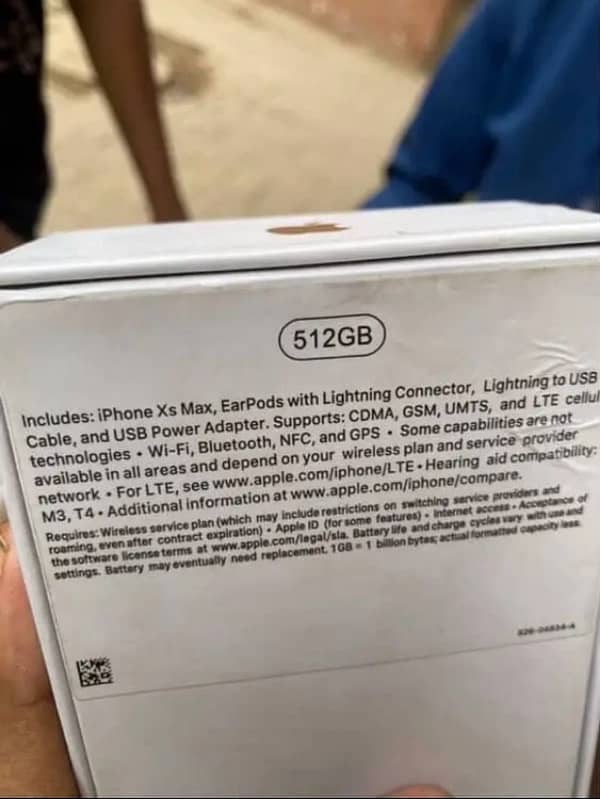 512GB
Includes: iPhone Xs Max, EarPods with Lightning Connector, Lightning to USB
Cable, and USB Power Adapter. Supports: CDMA, GSM, UMTS, and LTE cellul
technologies • Wi-Fi, Bluetooth, NFC, and GPS • Some capabilities are not
available in all areas and depend on your wireless plan and service provider
network • For LTE, see www.apple.com/iphone/LTE • Hearing aid compatibility:
M3, T4 • Additional information at www.apple.com/iphone/compare.
Requires: Wireless service plan (which may include restrictions on switching service providers and
roaming, even after contract expiration) • Apple ID (for some features) • Internet access • Acceptance of
the software license terms at www.apple.com/legal/sla. Battery life and charge cycles vary with use and
settings. Battery may eventually need replacement. 1GB = 1 billion bytes; actual formatted capacity less.